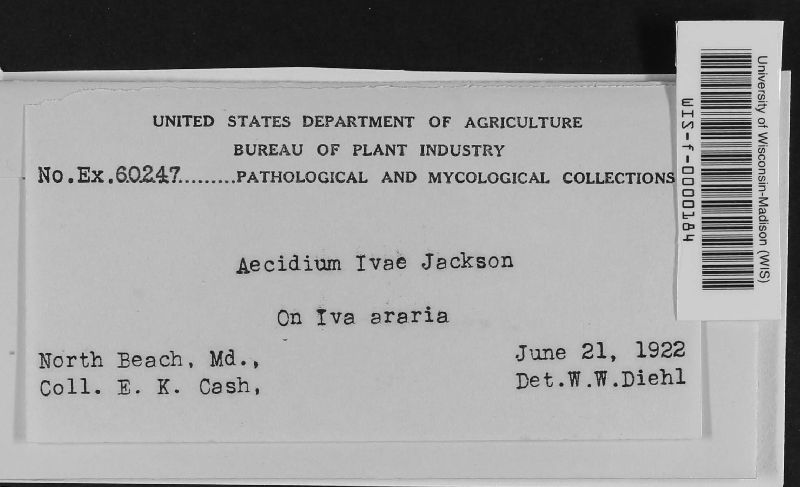 UNITED STATES DEPARTMENT OF AGRICULTURE
BUREAU OF PLANT INDUSTRY
No.Ex.60247........PATHOLOGICAL AND MYCOLOGICAL COLLECTIONS
Aecidium Ivae Jackson
On Iva araria
North Beach, Md.,
June 21, 1922
Coll. E. K. Cash,
Det.W.W.Diehl
University of Wisconsin-Madison (WIS)
WIS-f-0000184